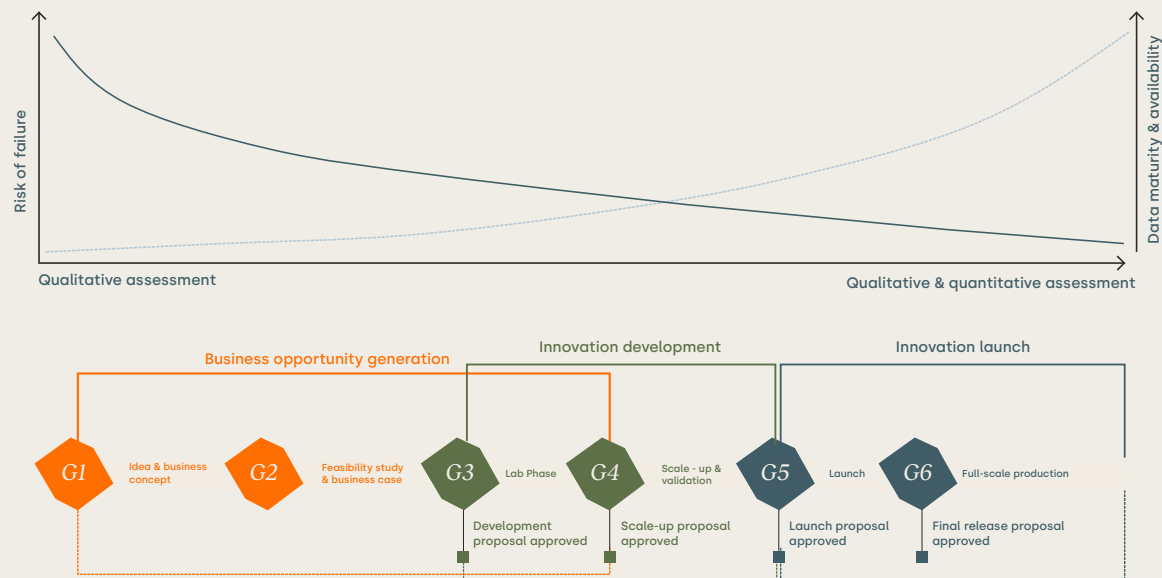 Risk of failure
Data maturity & availability
Qualitative assessment
Qualitative & quantitative assessment
Business opportunity generation
Innovation development
Innovation launch
G1
Idea & business
concept
G2
Feasibility study
& business case
G3
Lab Phase
G4
Scale - up &
validation
G5
Launch
G6
Full-scale production
Development
proposal approved
Scale-up proposal
approved
Launch proposal
approved
Final release proposal
approved